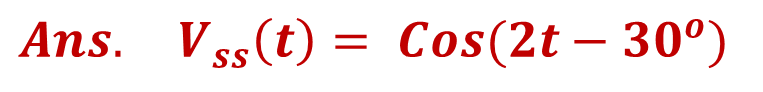 Ans. V_ss(t) = Cos(2t − 30^o)